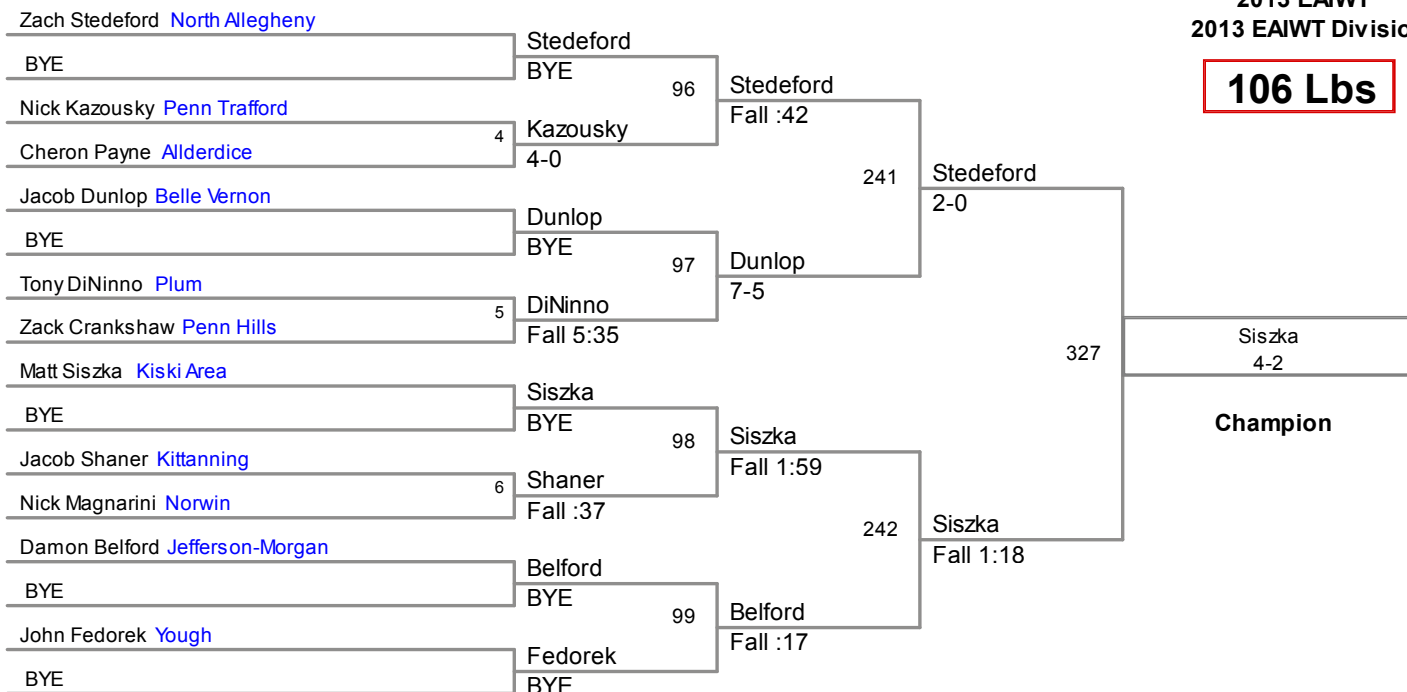 2013 EAIWT
2013 EAIWT Divisio
106 Lbs
Zach Stedeford North Allegheny
BYE
Nick Kazousky Penn Trafford
Cheron Payne Allderdice
Jacob Dunlop Belle Vernon
BYE
Tony DiNinno Plum
Zack Crankshaw Penn Hills
Matt Siszka Kiski Area
BYE
Jacob Shaner Kittanning
Nick Magnarini Norwin
Damon Belford Jefferson-Morgan
BYE
John Fedorek Yough
BYE
4
5
6
Stedeford
BYE
Kazousky
4-0
Dunlop
BYE
DiNinno
Fall 5:35
Siszka
BYE
Shaner
Fall :37
Belford
BYE
Fedorek
BYE
96
97
98
99
Stedeford
Fall :42
Dunlop
7-5
Siszka
Fall 1:59
Belford
Fall :17
241
242
Stedeford
2-0
Siszka
Fall 1:18
327
Siszka
4-2
Champion